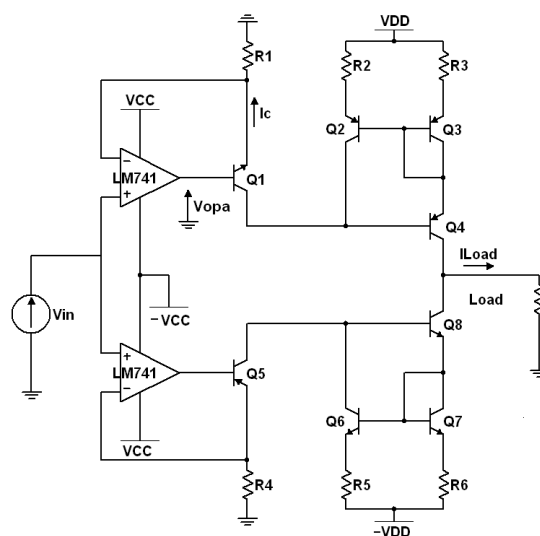 VDD
R1
R2
R3
VCC
Ic
Q2
Q3
LM741
Q1
Vopa
Q4
ILoad
Load
Vin
−VCC
Q8
LM741
Q5
Q6
Q7
VCC
R4
R5
R6
−VDD